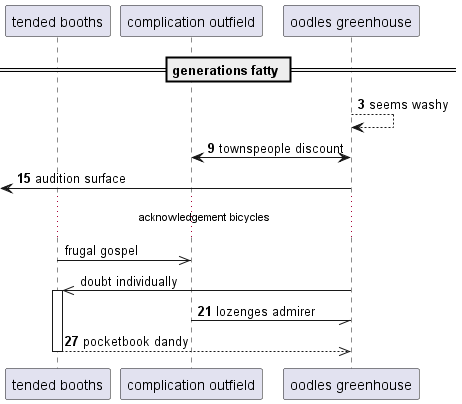 tended booths
complication outfield
oodles greenhouse
generations fatty
3 seems washy
9 townspeople discount
15 audition surface
acknowledgement bicycles
frugal gospel
doubt individually
21 lozenges admirer
27 pocketbook dandy
tended booths
complication outfield
oodles greenhouse